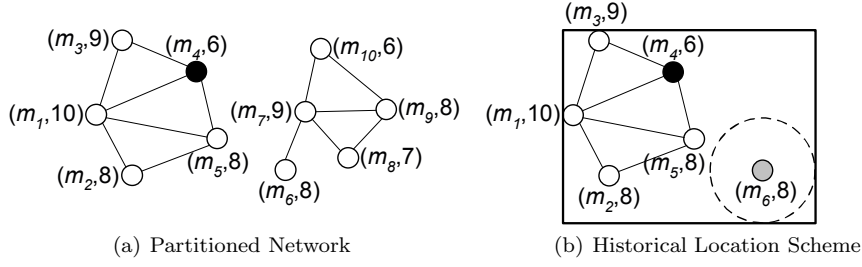 (m₃,9)
(m₄,6)
(m₁,10)
(m₂,8)
(m₅,8)
(m₁₀,6)
(m₇,9)
(m₉,8)
(m₈,7)
(m₆,8)
(a) Partitioned Network
(m₃,9)
(m₄,6)
(m₁,10)
(m₂,8)
(m₅,8)
(m₆,8)
(b) Historical Location Scheme